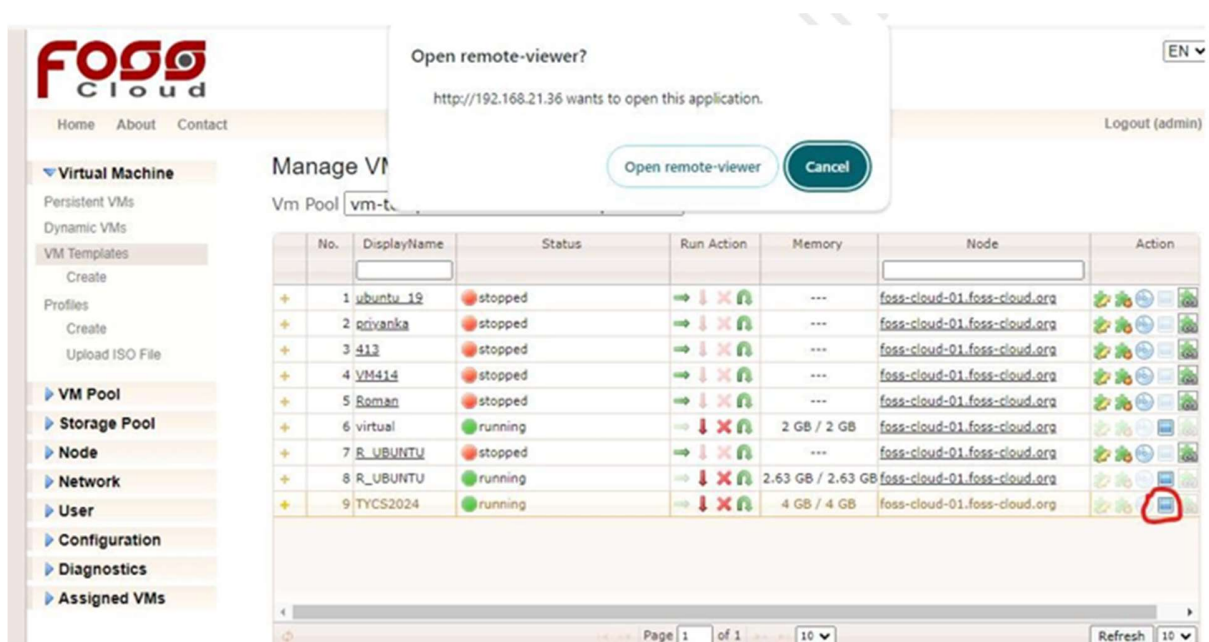 FOSS
Cloud
EN
Open remote-viewer?
http://192.168.21.36 wants to open this application.
Open remote-viewer Cancel
Home About Contact Logout (admin)
Virtual Machine
Persistent VMs
Dynamic VMs
VM Templates
Create
Profiles
Create
Upload ISO File
VM Pool
Storage Pool
Node
Network
User
Configuration
Diagnostics
Assigned VMs
Manage
Vm Pool
No. DisplayName Status Run Action Memory Node Action
1 ubuntu_19 stopped --- foss-cloud-01.foss-cloud.org
2 priyanka stopped --- foss-cloud-01.foss-cloud.org
3 413 stopped --- foss-cloud-01.foss-cloud.org
4 VM414 stopped --- foss-cloud-01.foss-cloud.org
5 Roman stopped --- foss-cloud-01.foss-cloud.org
6 virtual running 2 GB / 2 GB foss-cloud-01.foss-cloud.org
7 R_UBUNTU stopped --- foss-cloud-01.foss-cloud.org
8 R_UBUNTU running 2.63 GB / 2.63 GB foss-cloud-01.foss-cloud.org
9 TYCS2024 running 4 GB / 4 GB foss-cloud-01.foss-cloud.org
Page 1 of 1 10 Refresh 10